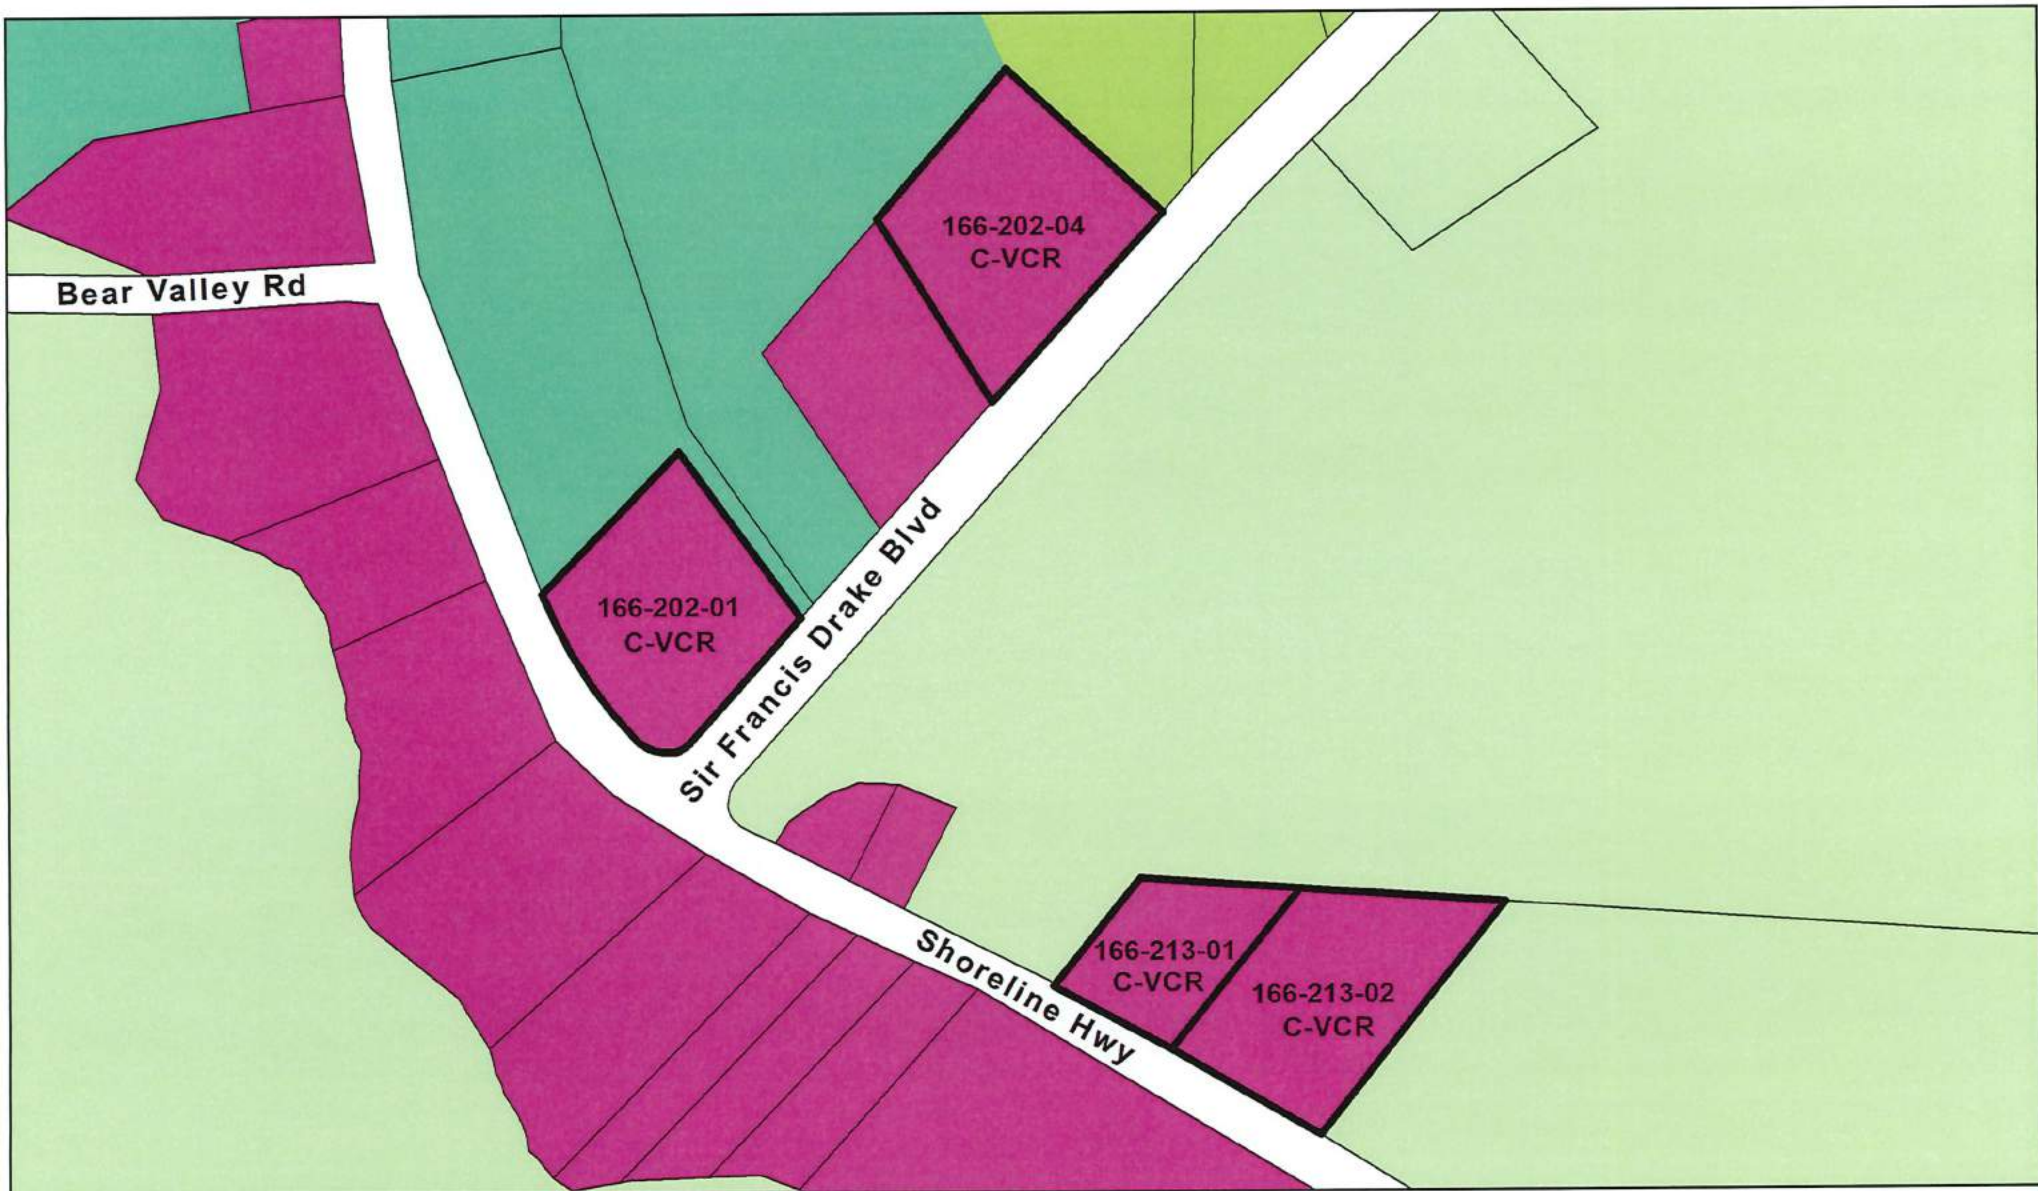 166-202-04
C-VCR
Bear Valley Rd
166-202-01
C-VCR
Sir Francis Drake Blvd
Shoreline Hwy
166-213-01
C-VCR
166-213-02
C-VCR